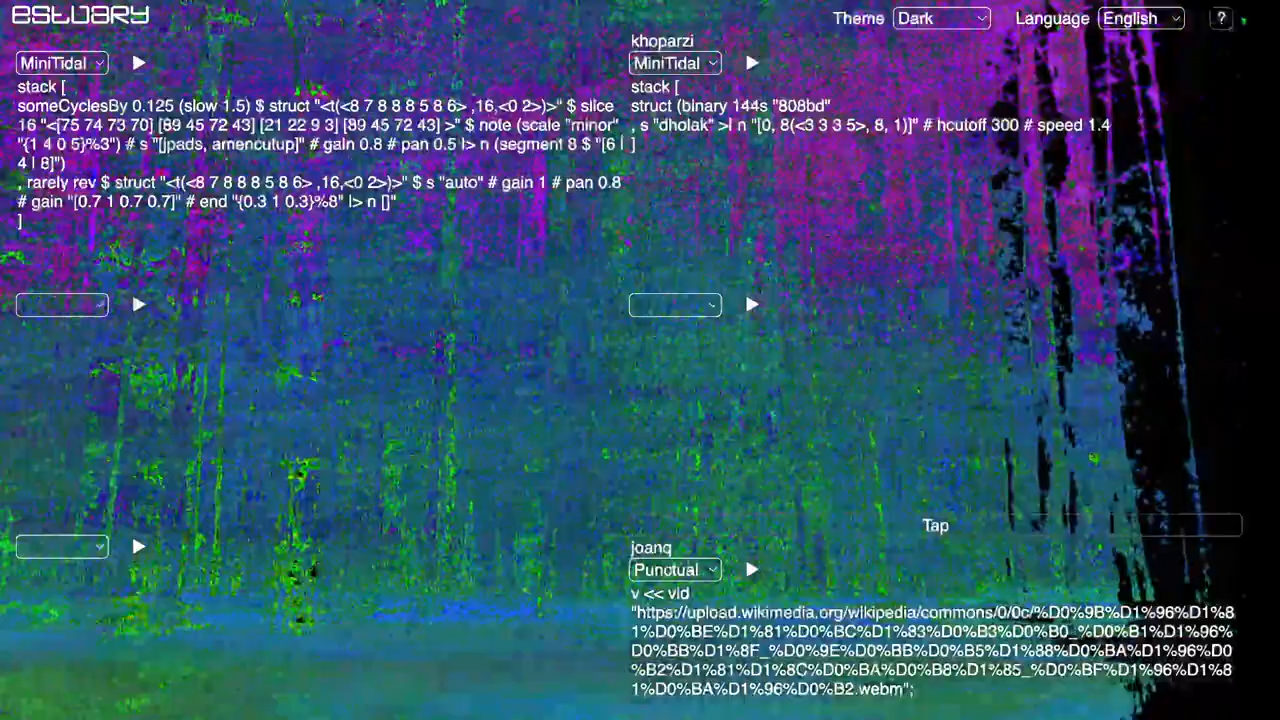 ESTUARY
Theme Dark Language English ?
MiniTidal
stack [
someCyclesBy 0.125 (slow 1.5) $ struct "<t(<8 7 8 8 8 5 8 6> ,16,<0 2>)>" $ slice
16 "<[75 74 73 70] [89 45 72 43] [21 22 9 3] [89 45 72 43] >" $ note (scale "minor"
"{1 4 0 5}%3") # s "[jpads, amencutup]" # gain 0.8 # pan 0.5 |> n (segment 8 $ "[6 |
4 | 8]")
, rarely rev $ struct "<t(<8 7 8 8 8 5 8 6> ,16,<0 2>)>" $ s "auto" # gain 1 # pan 0.8
# gain "[0.7 1 0.7 0.7]" # end "{0.3 1 0.3}%8" |> n []"
]
khoparzi
MiniTidal
stack [
struct (binary 144s "808bd"
, s "dholak" >| n "[0, 8(<3 3 3 5>, 8, 1)]" # hcutoff 300 # speed 1.4
]
Tap
joanq
Punctual
v << vid
"https://upload.wikimedia.org/wikipedia/commons/0/0c/%D0%9B%D1%96%D1%8
1%D0%BE%D1%81%D0%BC%D1%83%D0%B3%D0%B0_%D0%B1%D1%96%
D0%BB%D1%8F_%D0%9E%D0%BB%D0%B5%D1%88%D0%BA%D1%96%D0
%B2%D1%81%D1%8C%D0%BA%D0%B8%D1%85_%D0%BF%D1%96%D1%8
1%D0%BA%D1%96%D0%B2.webm";